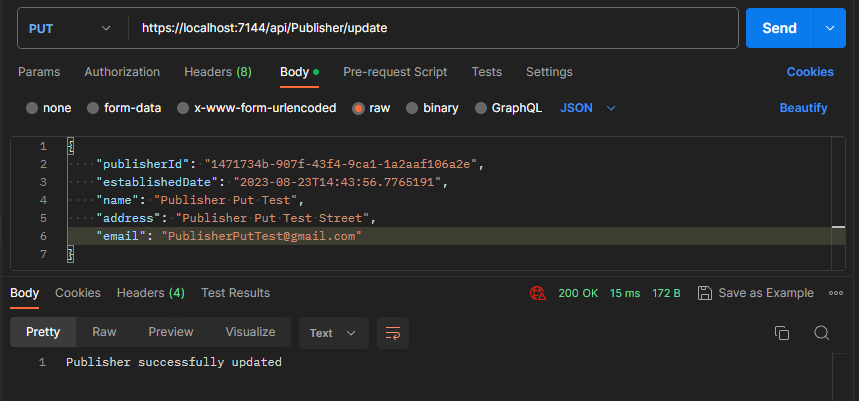 PUT https://localhost:7144/api/Publisher/update Send
Params Authorization Headers (8) Body Pre-request Script Tests Settings Cookies
none form-data x-www-form-urlencoded raw binary GraphQL JSON Beautify
1 {
2 "publisherId": "1471734b-907f-43f4-9ca1-1a2aaf106a2e",
3 "establishedDate": "2023-08-23T14:43:56.7765191",
4 "name": "Publisher Put Test",
5 "address": "Publisher Put Test Street",
6 "email": "PublisherPutTest@gmail.com"
7 }
Body Cookies Headers (4) Test Results 200 OK 15 ms 172 B Save as Example
Pretty Raw Preview Visualize Text
1 Publisher successfully updated